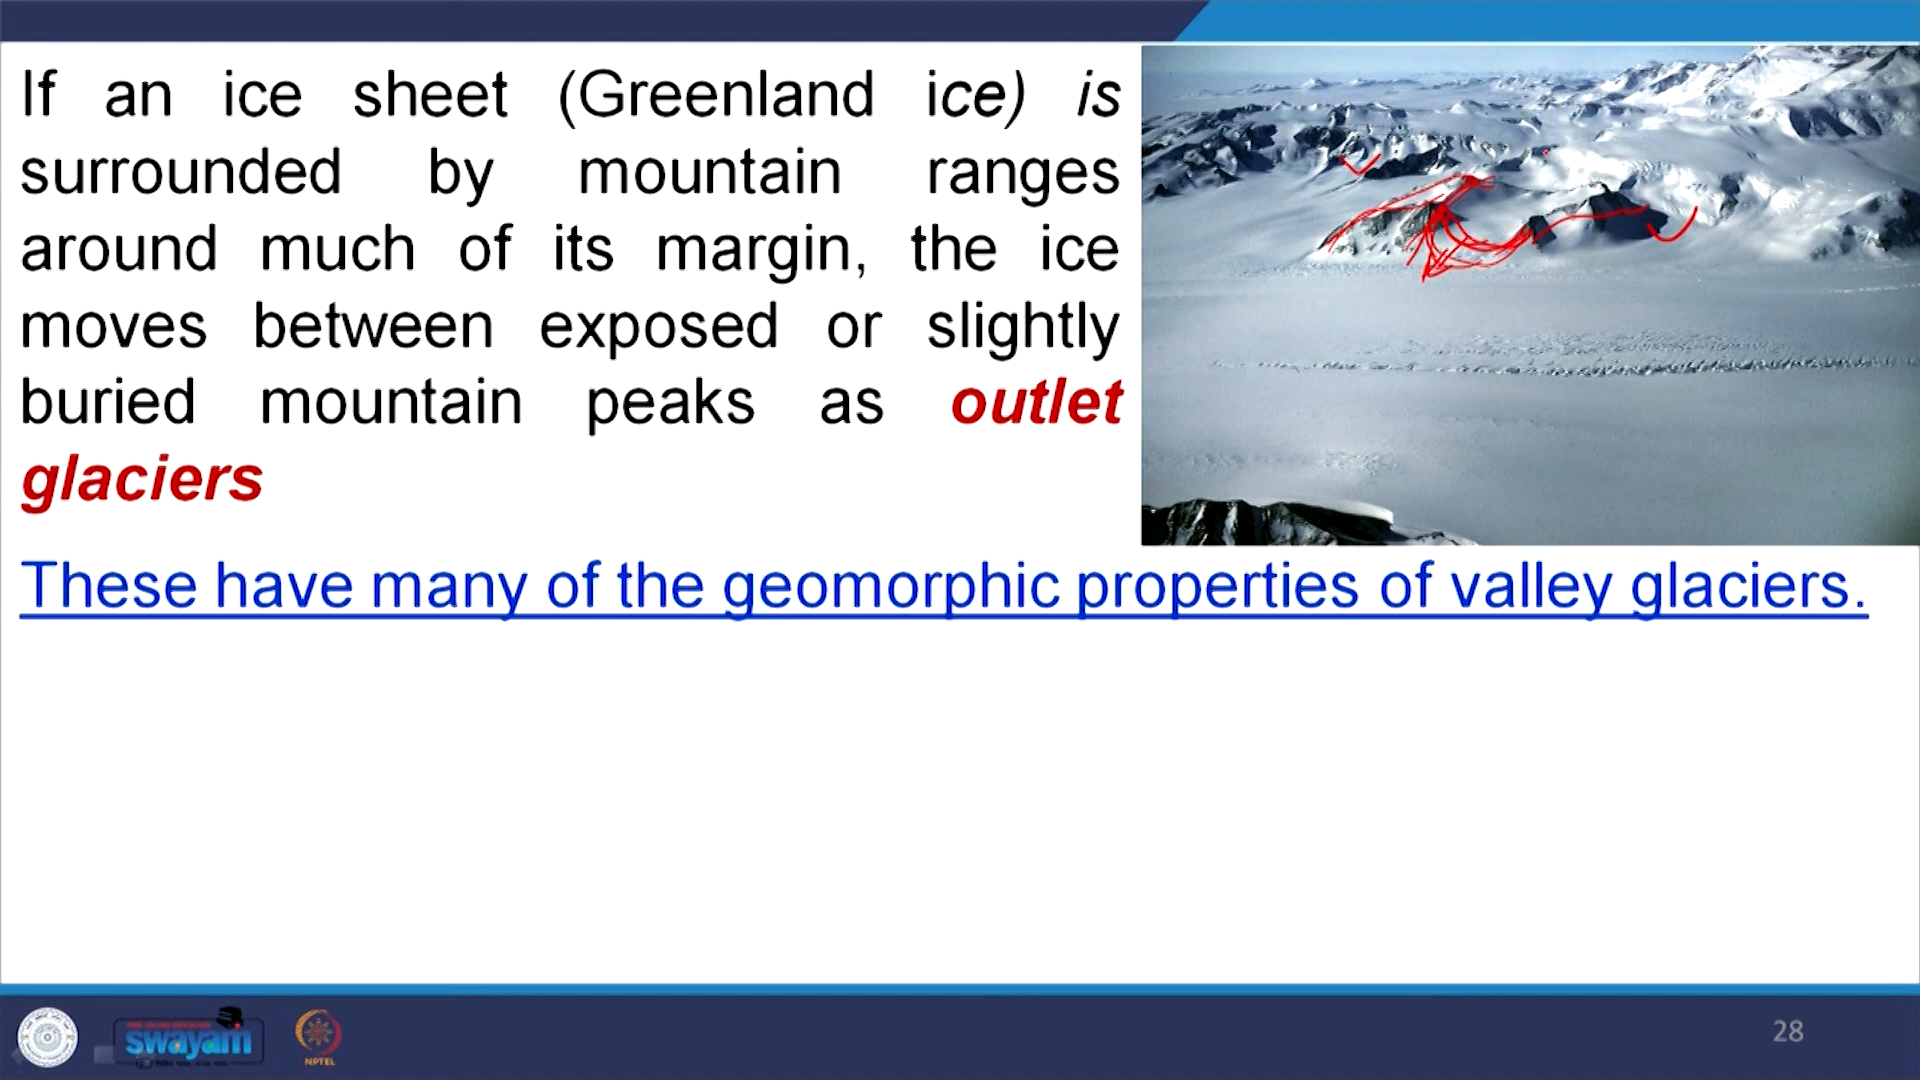 If an ice sheet (Greenland ice) is
surrounded by mountain ranges
around much of its margin, the ice
moves between exposed or slightly
buried mountain peaks as outlet
glaciers
These have many of the geomorphic properties of valley glaciers.
swayam
NPTEL
28